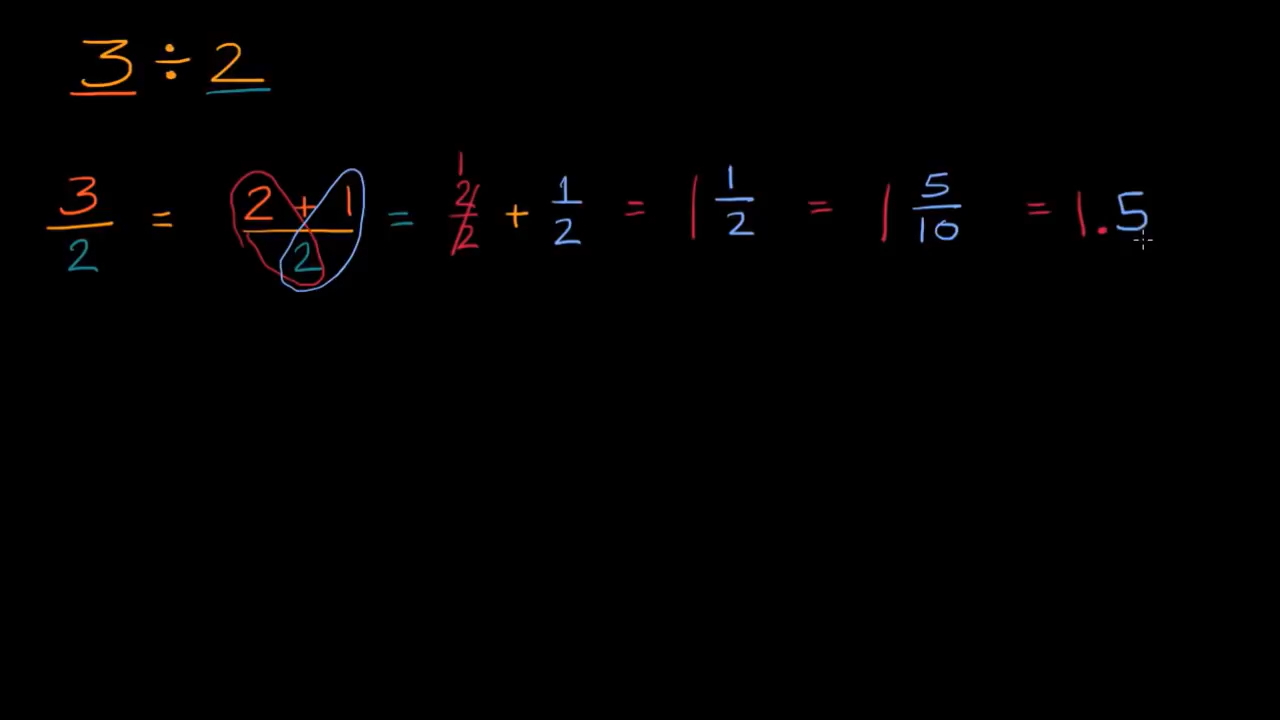 3 ÷ 2
3/2 = (2 + 1)/2 = 1 2/2 + 1/2 = 1 1/2 = 1 5/10 = 1.5